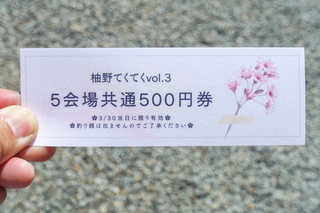 柚野てくてくvol.3
5会場共通500円券
✿3/30当日に限り有効✿
✿釣り銭は出ませんのでご了承ください✿